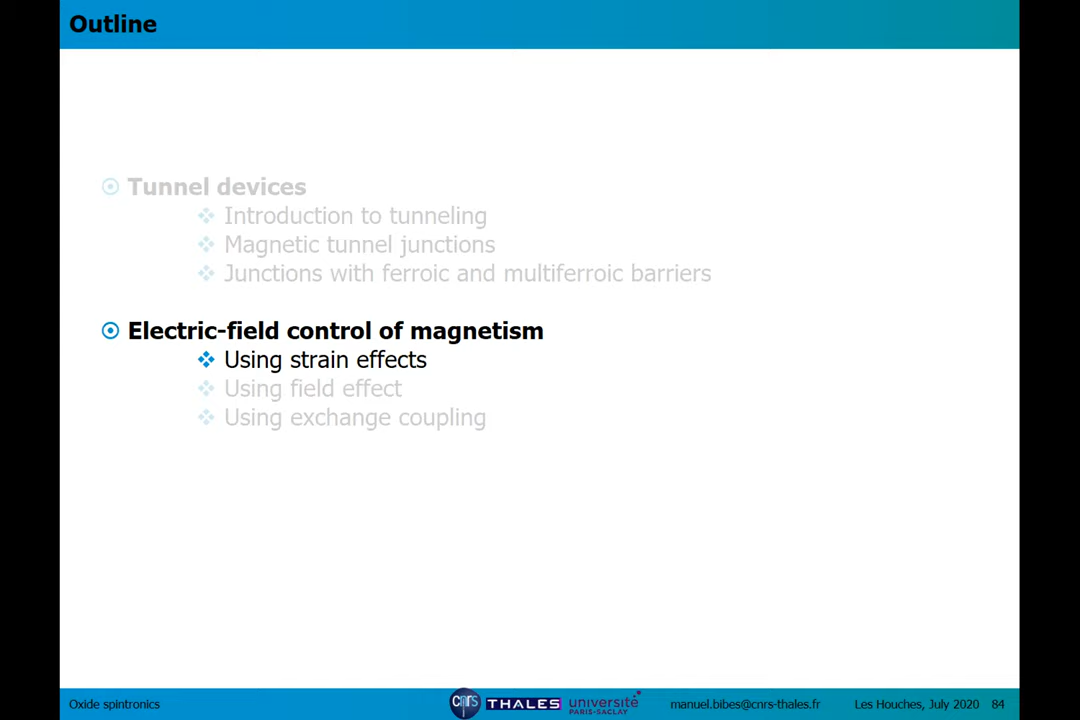 Outline
Tunnel devices
Introduction to tunneling
Magnetic tunnel junctions
Junctions with ferroic and multiferroic barriers
Electric-field control of magnetism
Using strain effects
Using field effect
Using exchange coupling
Oxide spintronics
cnrs
THALES
université
PARIS-SACLAY
manuel.bibes@cnrs-thales.fr
Les Houches, July 2020
84